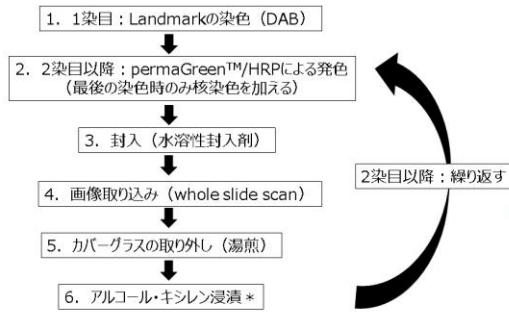 1. 1染目：Landmarkの染色（DAB）
2. 2染目以降：permaGreen™/HRPによる発色
（最後の染色時のみ核染色を加える）
3. 封入（水溶性封入剤）
4. 画像取り込み（whole slide scan）
5. カバーグラスの取り外し（湯煎）
6. アルコール・キシレン浸漬＊
2染目以降：繰り返す